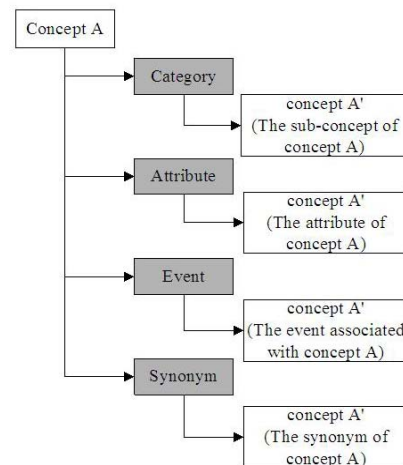 Concept A
Category
concept A'
(The sub-concept of
concept A)
Attribute
concept A'
(The attribute of
concept A)
Event
concept A'
(The event associated
with concept A)
Synonym
concept A'
(The synonym of
concept A)